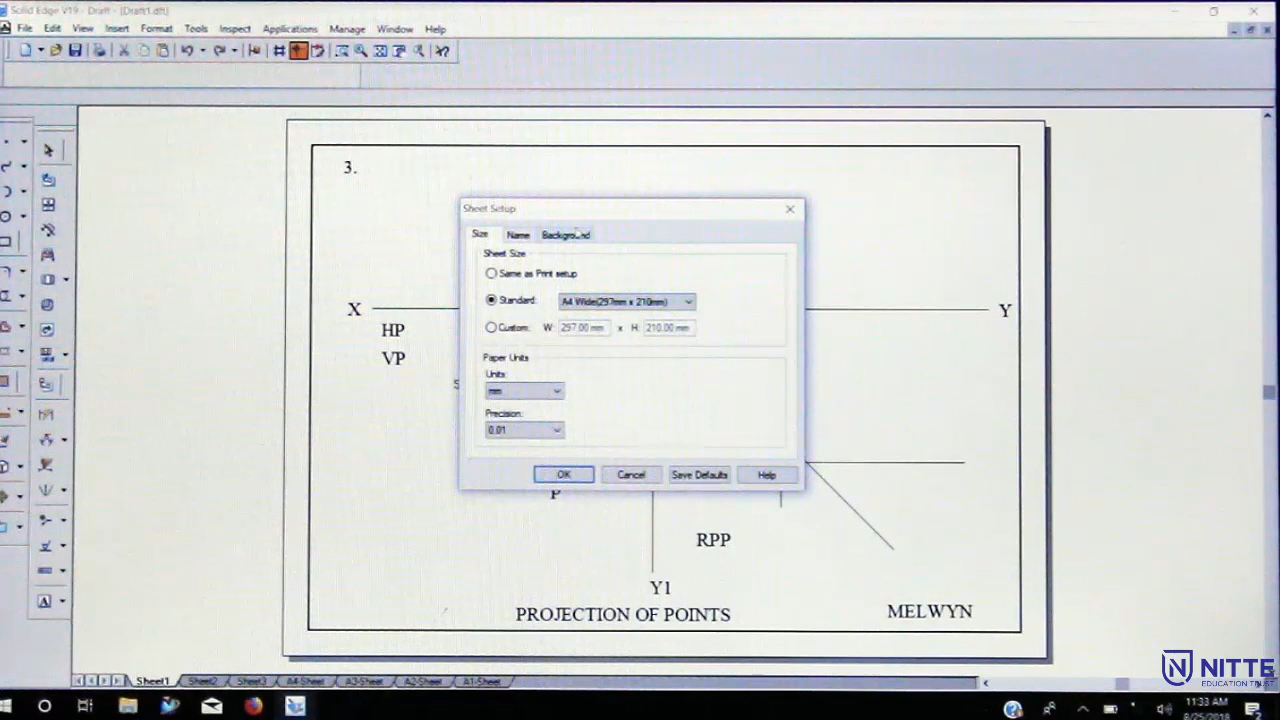 Solid Edge V19 - Draft - [Draft1.dft]
File Edit View Insert Format Tools Inspect Applications Manage Window Help
3.
Sheet Setup
Size Name Background
Sheet Size
Same as Print setup
X
Standard: A4 Wide(297mm x 210mm)
Y
HP
Custom: W: 297.00 mm x H: 210.00 mm
VP
Paper Units
Units:
mm
Precision:
0.01
OK Cancel Save Defaults Help
P
RPP
Y1
PROJECTION OF POINTS
MELWYN
NITTE
EDUCATION TRUST
Sheet1 Sheet2 Sheet3 A4-Sheet A3-Sheet A2-Sheet A1-Sheet
11:33 AM
8/25/2018